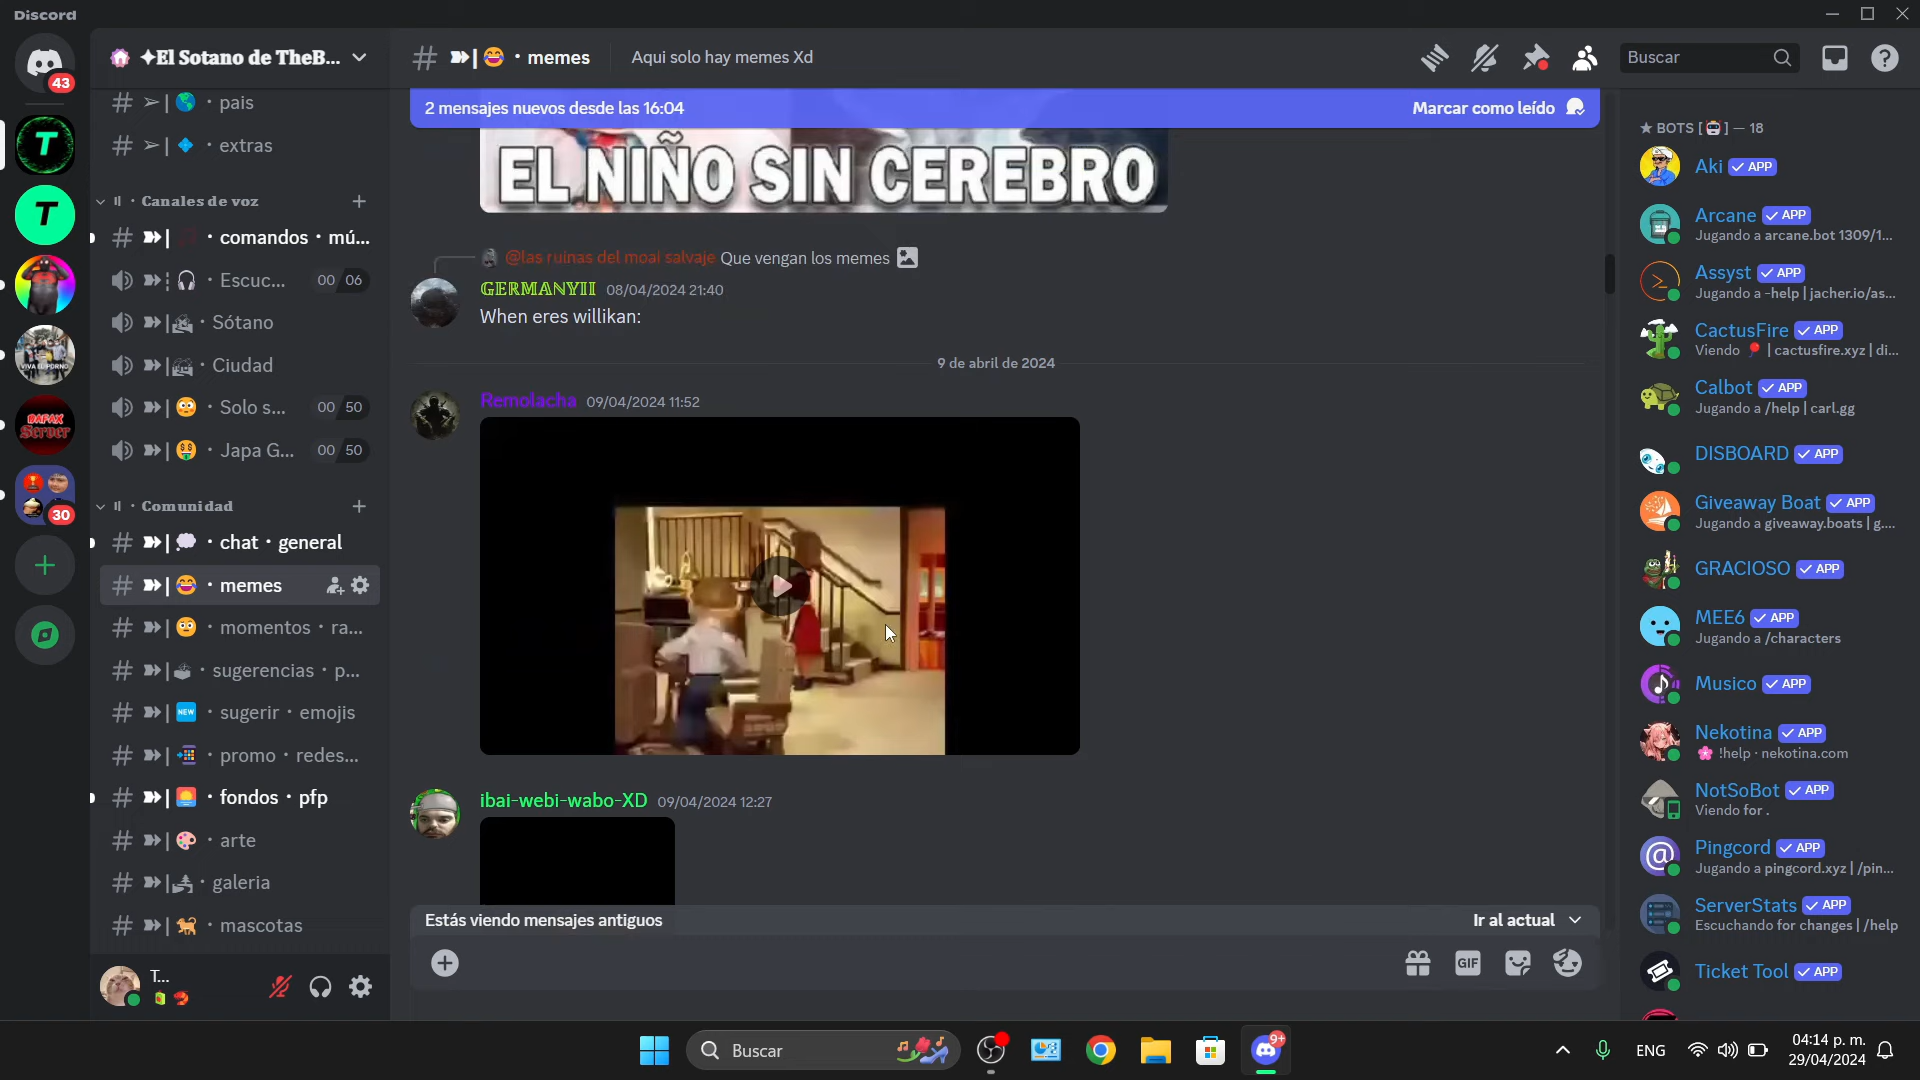 Discord
43
✦El Sotano de TheB...
# ➢| 🌎 · pais
# ➢| 💠 · extras
· Canales de voz
# | · comandos · mú...
| 🎧 · Escuc... 00 06
| · Sótano
| · Ciudad
| 😳 · Solo s... 00 50
| 🤑 · Japa G... 00 50
· Comunidad
# | 💭 · chat · general
# | 😂 · memes
# | 😳 · momentos · ra...
# | · sugerencias · p...
# | NEW · sugerir · emojis
# | 📲 · promo · redes...
# | 🌅 · fondos · pfp
# | 🎨 · arte
# | · galeria
# | 🐕 · mascotas
T
T
VIVA EL PORNO
DAFAX
Server
30
T...
# | 😂 · memes
Aqui solo hay memes Xd
Buscar
2 mensajes nuevos desde las 16:04
Marcar como leído
EL NIÑO SIN CEREBRO
@las ruinas del moai salvaje Que vengan los memes
GERMANYII 08/04/2024 21:40
When eres willikan:
9 de abril de 2024
Remolacha 09/04/2024 11:52
ibai-webi-wabo-XD 09/04/2024 12:27
Estás viendo mensajes antiguos
Ir al actual
GIF
★ BOTS [🤖] — 18
Aki ✓ APP
Arcane ✓ APP
Jugando a arcane.bot 1309/1...
Assyst ✓ APP
Jugando a -help | jacher.io/as...
CactusFire ✓ APP
Viendo 🎈 | cactusfire.xyz | di...
Calbot ✓ APP
Jugando a /help | carl.gg
DISBOARD ✓ APP
Giveaway Boat ✓ APP
Jugando a giveaway.boats | g....
GRACIOSO ✓ APP
MEE6 ✓ APP
Jugando a /characters
Musico ✓ APP
Nekotina ✓ APP
🌸 !help · nekotina.com
NotSoBot ✓ APP
Viendo for .
Pingcord ✓ APP
Jugando a pingcord.xyz | /pin...
ServerStats ✓ APP
Escuchando for changes | /help
Ticket Tool ✓ APP
Buscar
9+
ENG
04:14 p. m.
29/04/2024